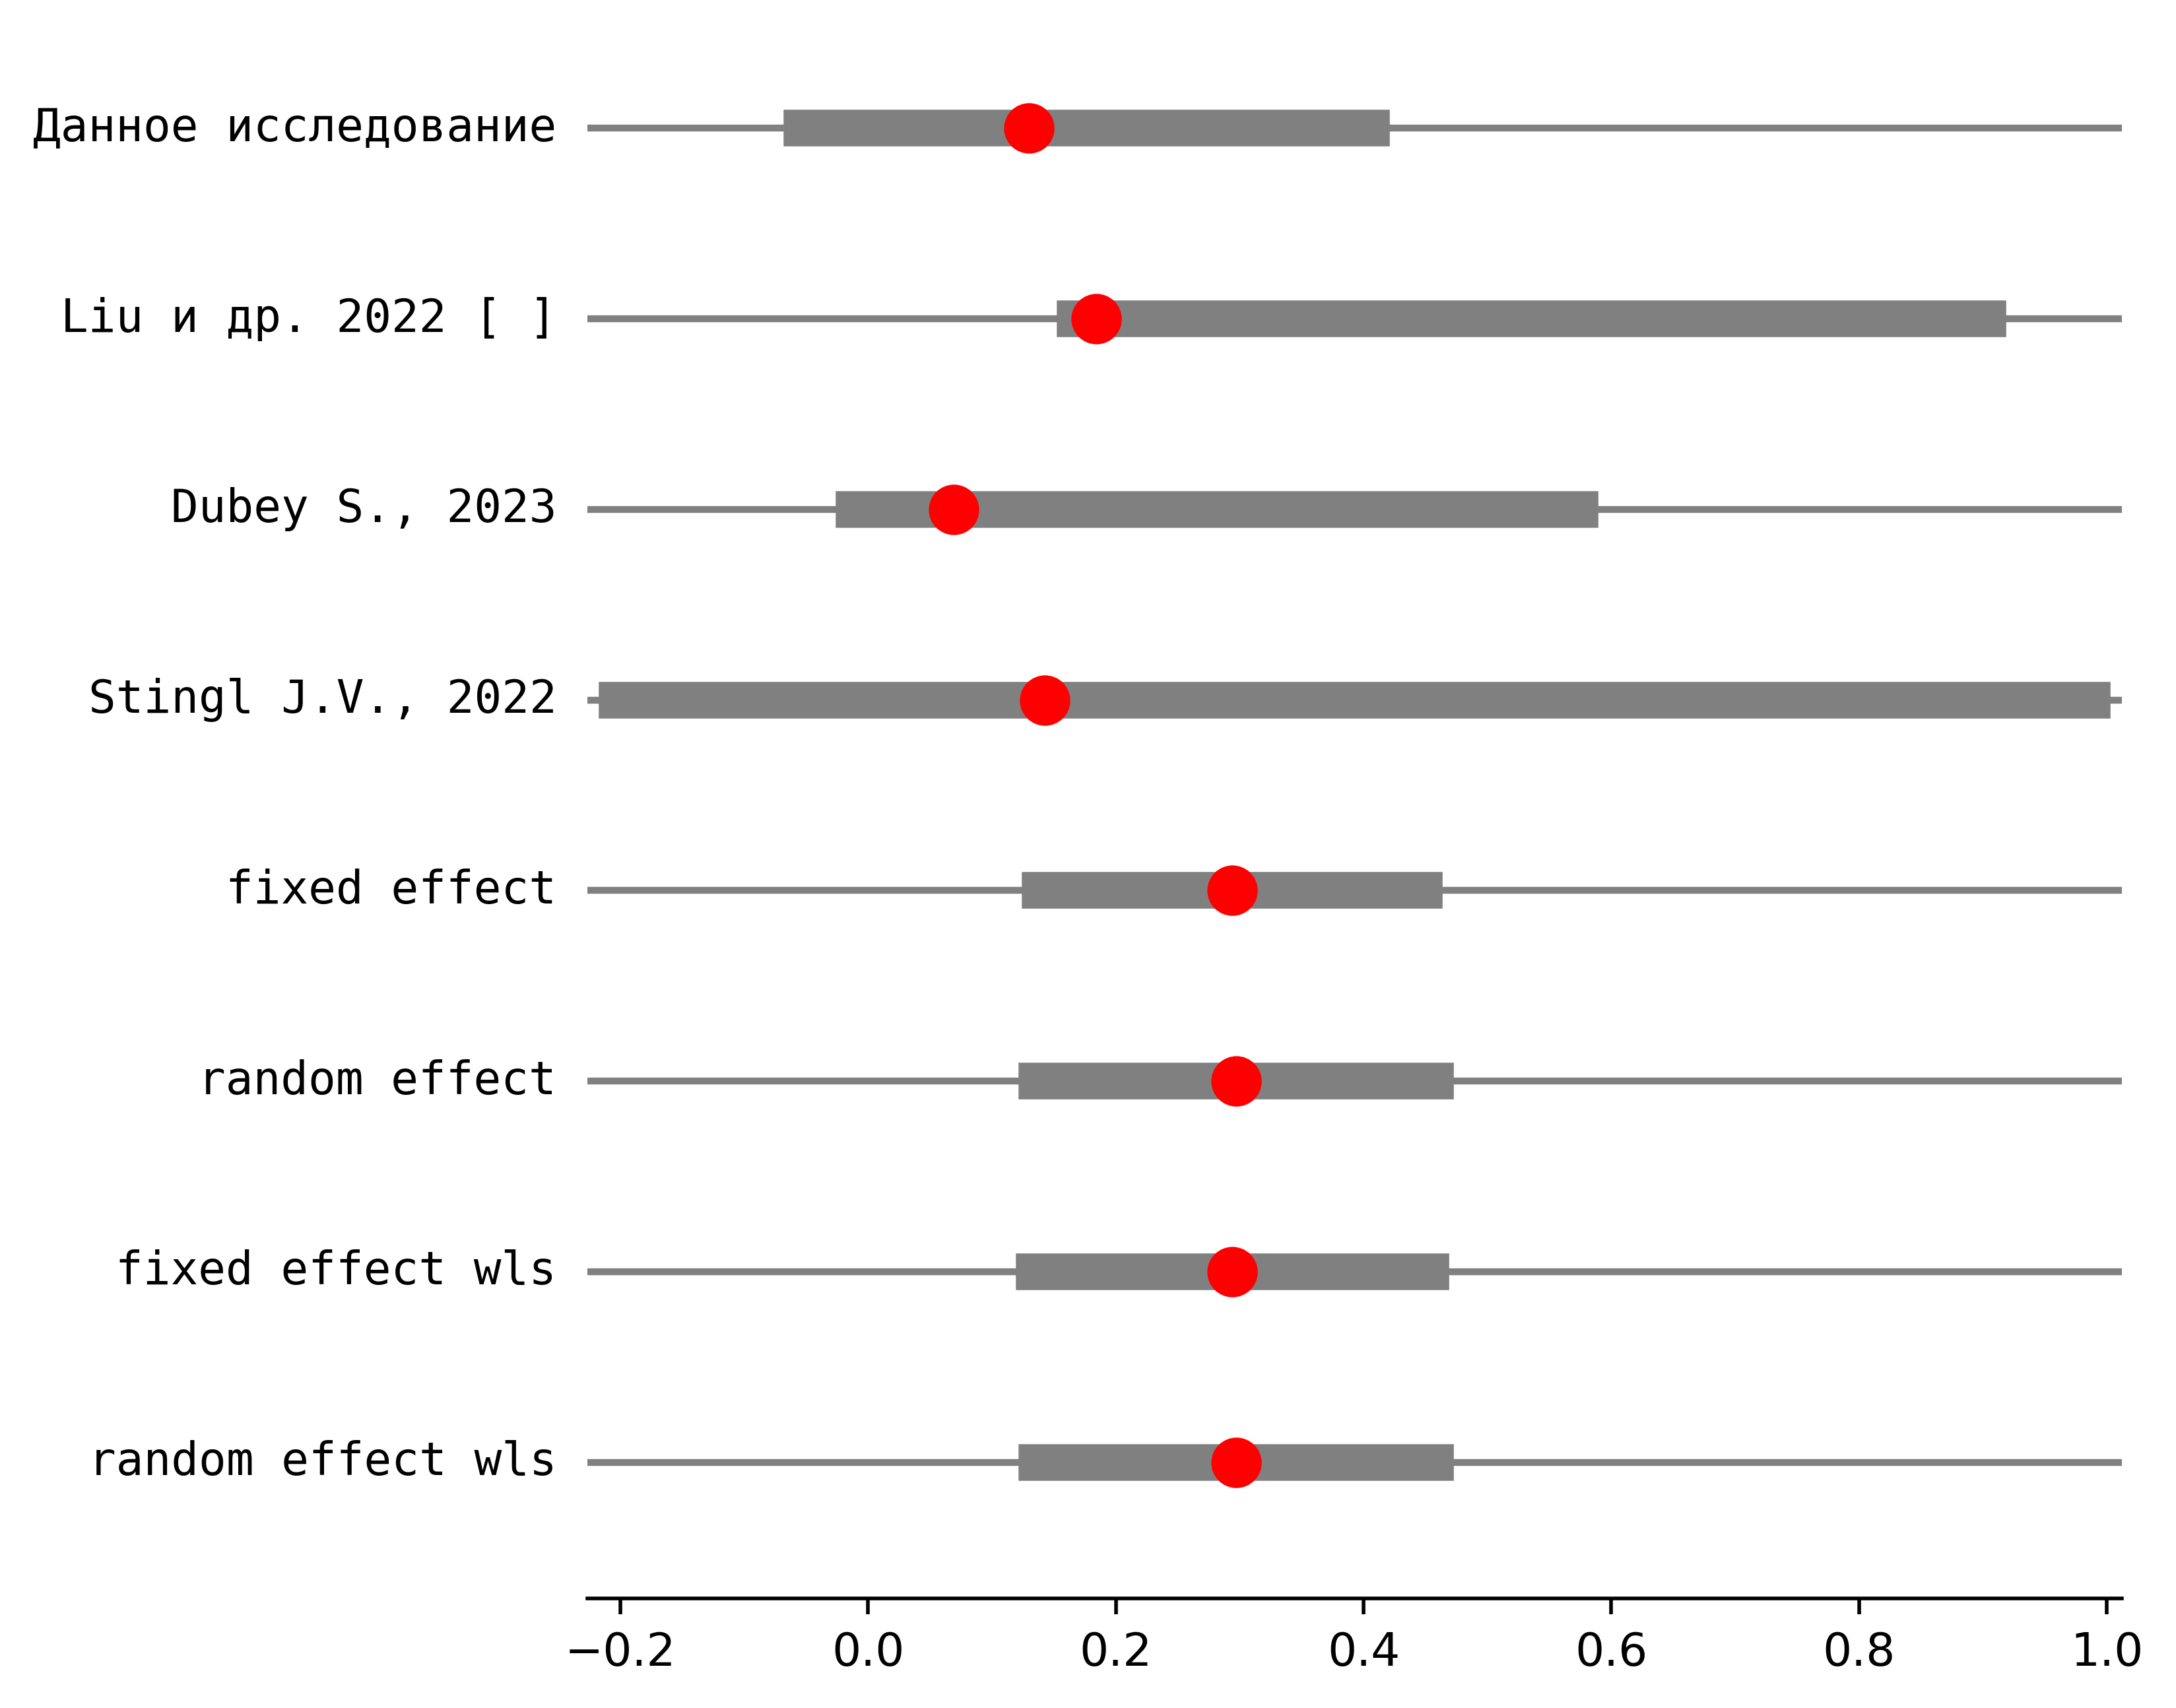 Данное исследование
Liu и др. 2022 [ ]
Dubey S., 2023
Stingl J.V., 2022
fixed effect
random effect
fixed effect wls
random effect wls
−0.2 0.0 0.2 0.4 0.6 0.8 1.0